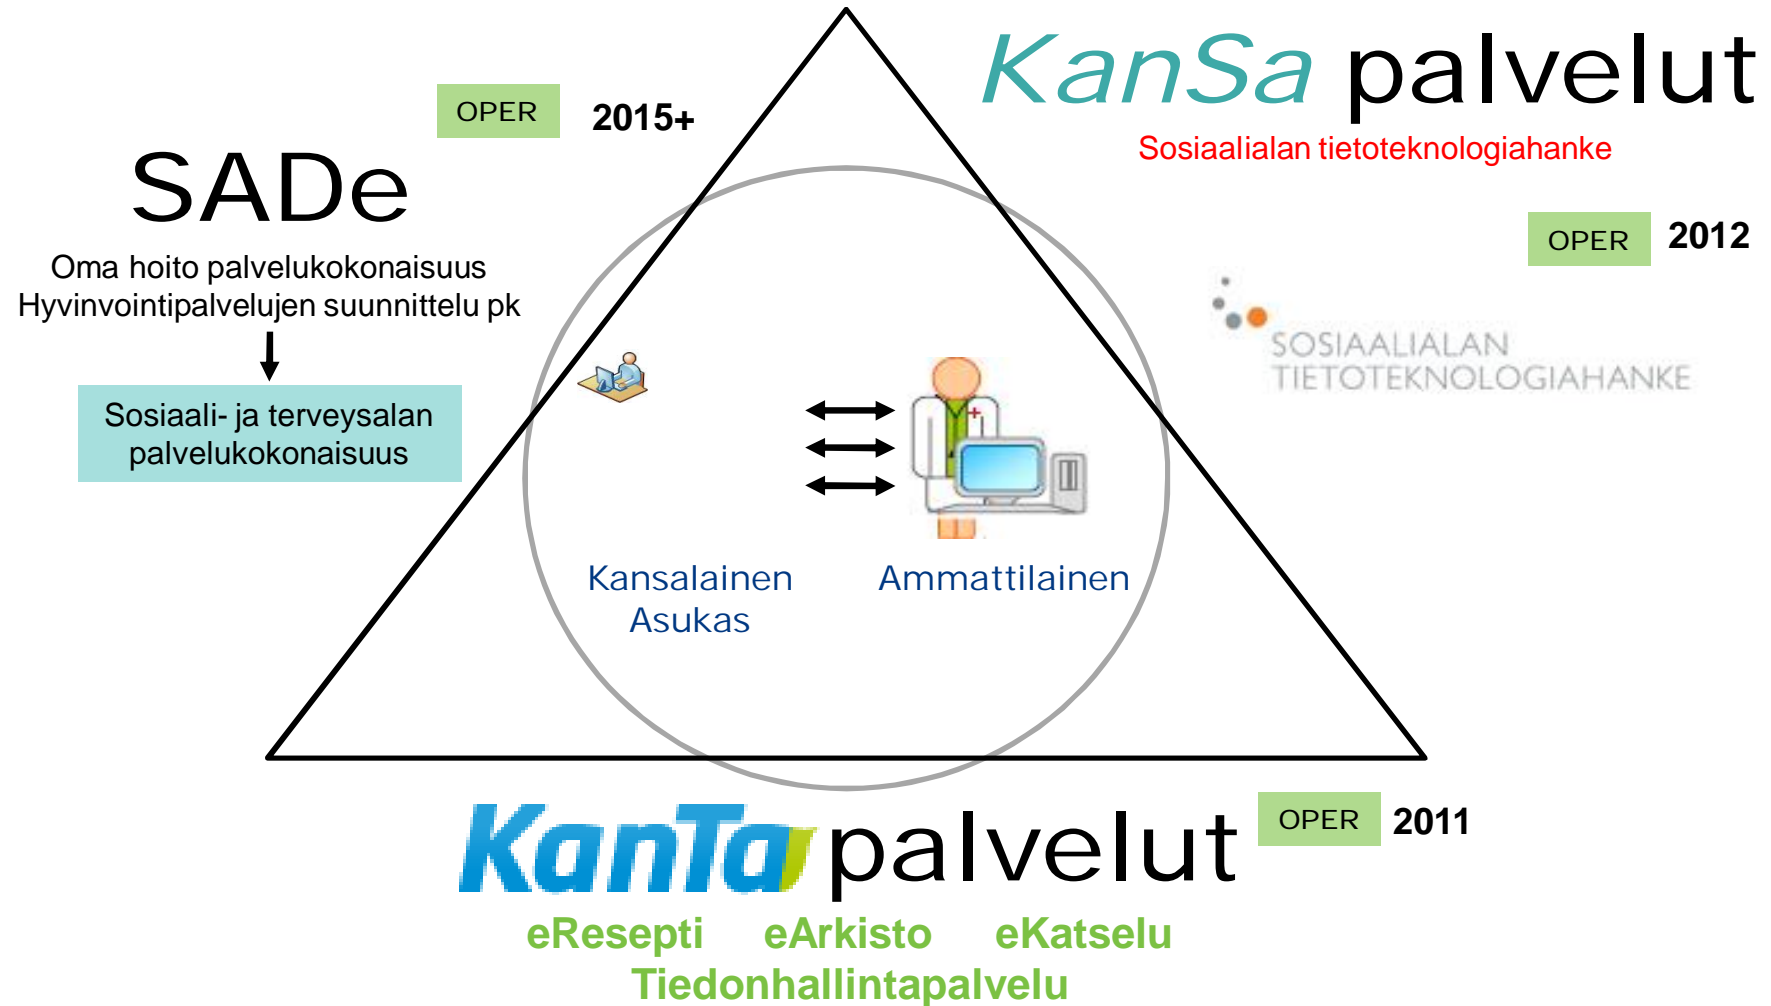 KanSa palvelut
Sosiaalialan tietoteknologiahanke
OPER 2015+
SADe
Oma hoito palvelukokonaisuus
Hyvinvointipalvelujen suunnittelu pk
Sosiaali- ja terveysalan
palvelukokonaisuus
OPER 2012
SOSIAALIALAN
TIETOTEKNOLOGIAHANKE
Kansalainen
Asukas
Ammattilainen
KanTa palvelut
OPER 2011
eResepti eArkisto eKatselu
Tiedonhallintapalvelu